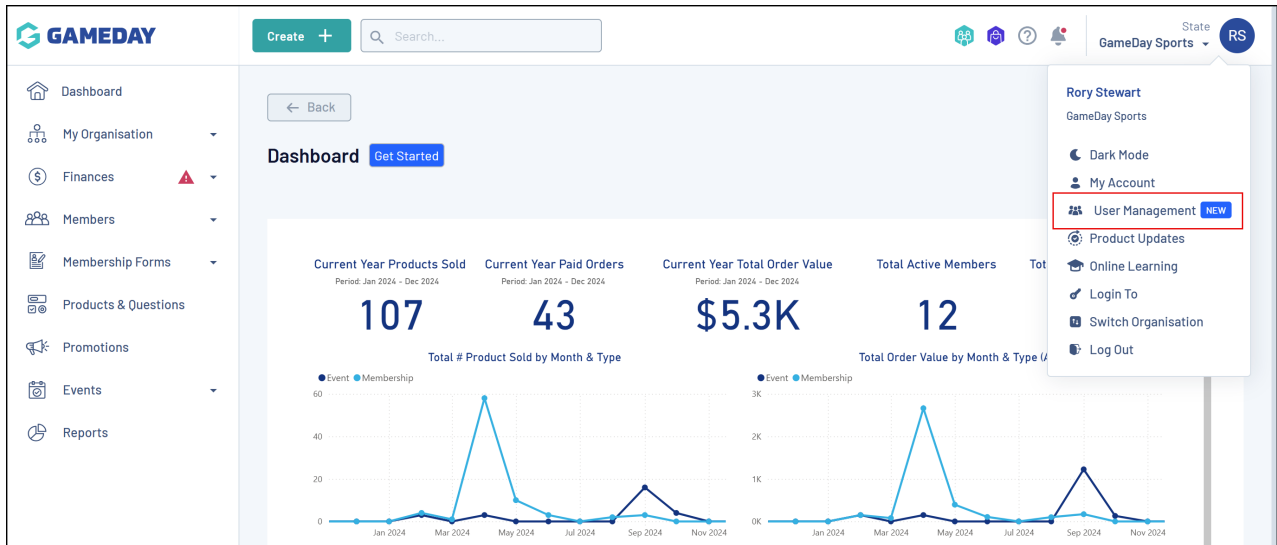 GAMEDAY
Create +
Search...
State
GameDay Sports
RS
Dashboard
My Organisation
Finances
Members
Membership Forms
Products & Questions
Promotions
Events
Reports
← Back
Dashboard Get Started
Rory Stewart
GameDay Sports
Dark Mode
My Account
User Management NEW
Product Updates
Online Learning
Login To
Switch Organisation
Log Out
Current Year Products Sold
Period: Jan 2024 - Dec 2024
107
Current Year Paid Orders
Period: Jan 2024 - Dec 2024
43
Current Year Total Order Value
Period: Jan 2024 - Dec 2024
$5.3K
Total Active Members
12
Tot
Total # Product Sold by Month & Type
Event Membership
60
40
20
0
Jan 2024 Mar 2024 May 2024 Jul 2024 Sep 2024 Nov 2024
Total Order Value by Month & Type (A
Event Membership
3K
2K
1K
0K
Jan 2024 Mar 2024 May 2024 Jul 2024 Sep 2024 Nov 2024